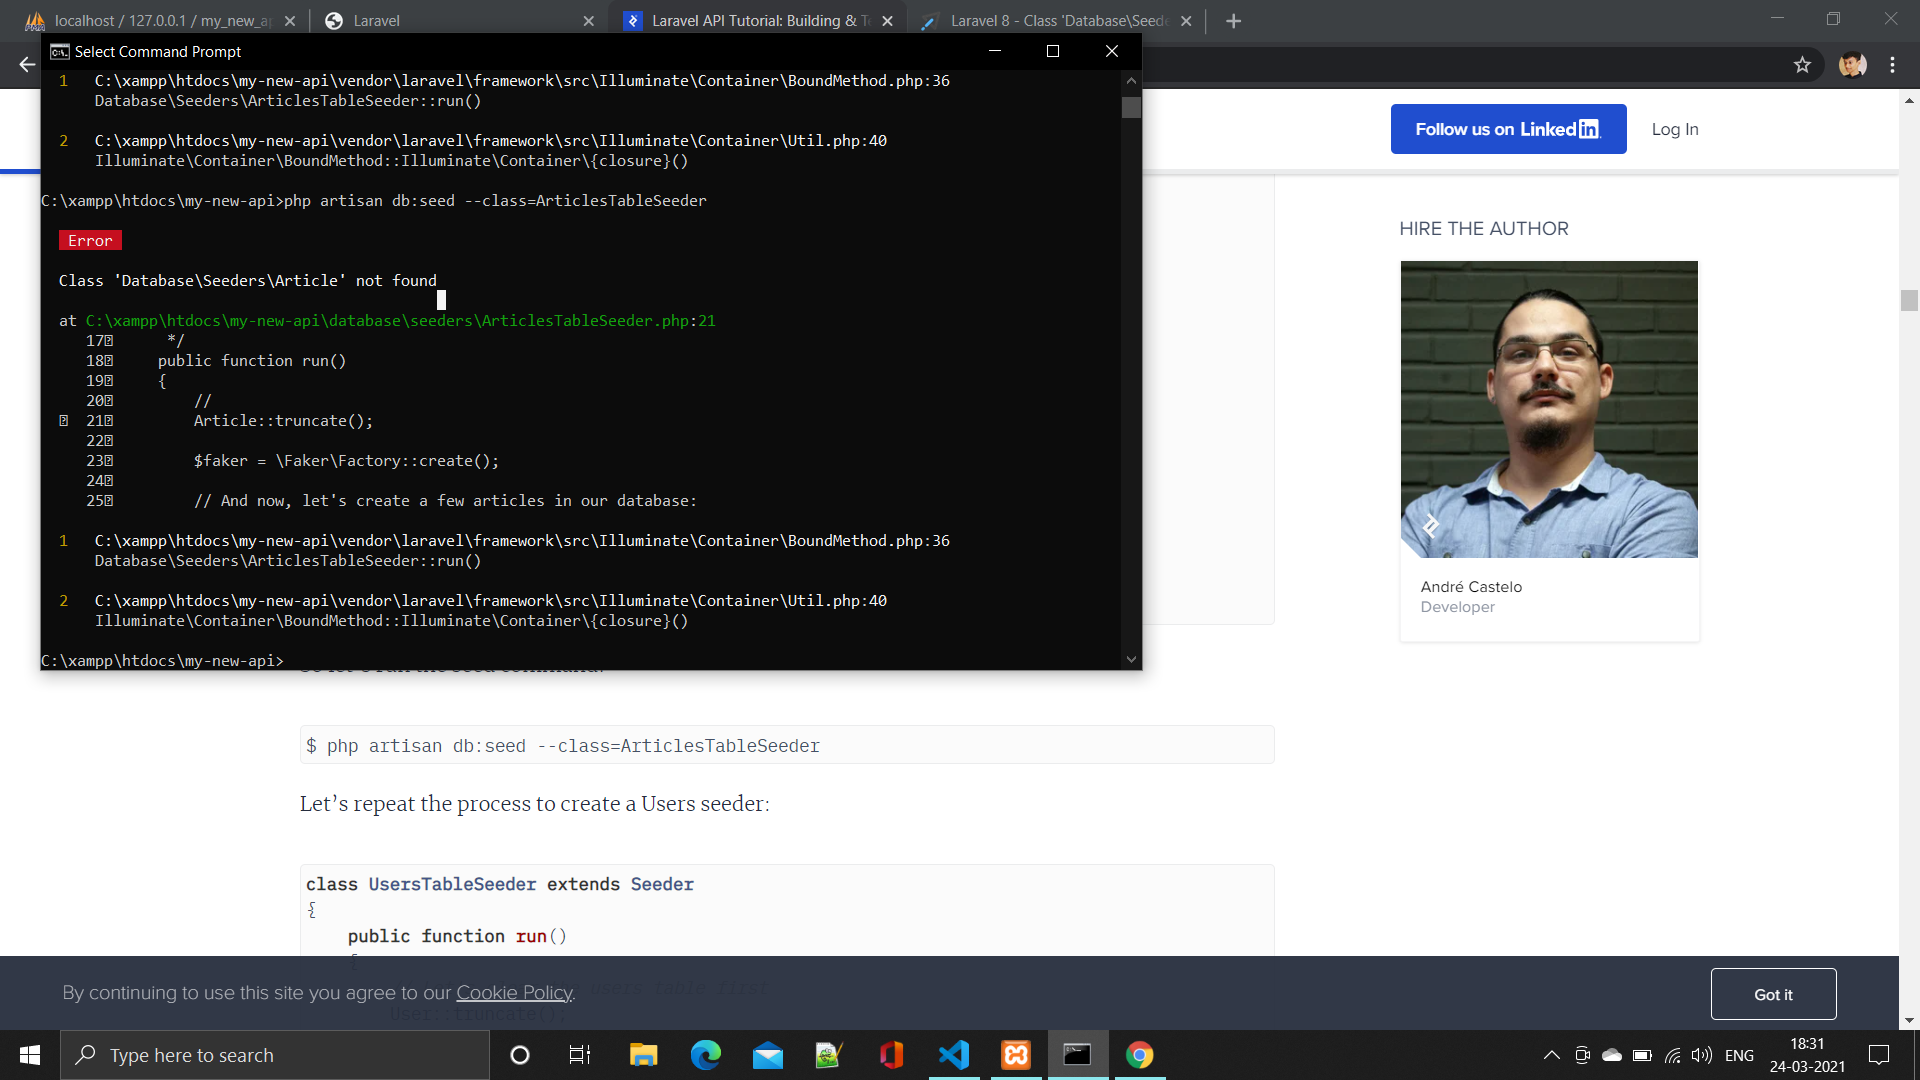 localhost / 127.0.0.1 / my_new_a
Laravel
Laravel API Tutorial: Building & T
Laravel 8 - Class 'Database\Seede
Select Command Prompt
1 C:\xampp\htdocs\my-new-api\vendor\laravel\framework\src\Illuminate\Container\BoundMethod.php:36
Database\Seeders\ArticlesTableSeeder::run()
2 C:\xampp\htdocs\my-new-api\vendor\laravel\framework\src\Illuminate\Container\Util.php:40
Illuminate\Container\BoundMethod::Illuminate\Container\{closure}()
C:\xampp\htdocs\my-new-api>php artisan db:seed --class=ArticlesTableSeeder
Error
Class 'Database\Seeders\Article' not found
at C:\xampp\htdocs\my-new-api\database\seeders\ArticlesTableSeeder.php:21
17 */
18 public function run()
19 {
20 //
21 Article::truncate();
22
23 $faker = \Faker\Factory::create();
24
25 // And now, let's create a few articles in our database:
1 C:\xampp\htdocs\my-new-api\vendor\laravel\framework\src\Illuminate\Container\BoundMethod.php:36
Database\Seeders\ArticlesTableSeeder::run()
2 C:\xampp\htdocs\my-new-api\vendor\laravel\framework\src\Illuminate\Container\Util.php:40
Illuminate\Container\BoundMethod::Illuminate\Container\{closure}()
C:\xampp\htdocs\my-new-api>
Follow us on LinkedIn
Log In
HIRE THE AUTHOR
André Castelo
Developer
$ php artisan db:seed --class=ArticlesTableSeeder
Let’s repeat the process to create a Users seeder:
class UsersTableSeeder extends Seeder
{
public function run()
{
users table first
User::truncate();
By continuing to use this site you agree to our Cookie Policy.
Got it
Type here to search
ENG
18:31
24-03-2021